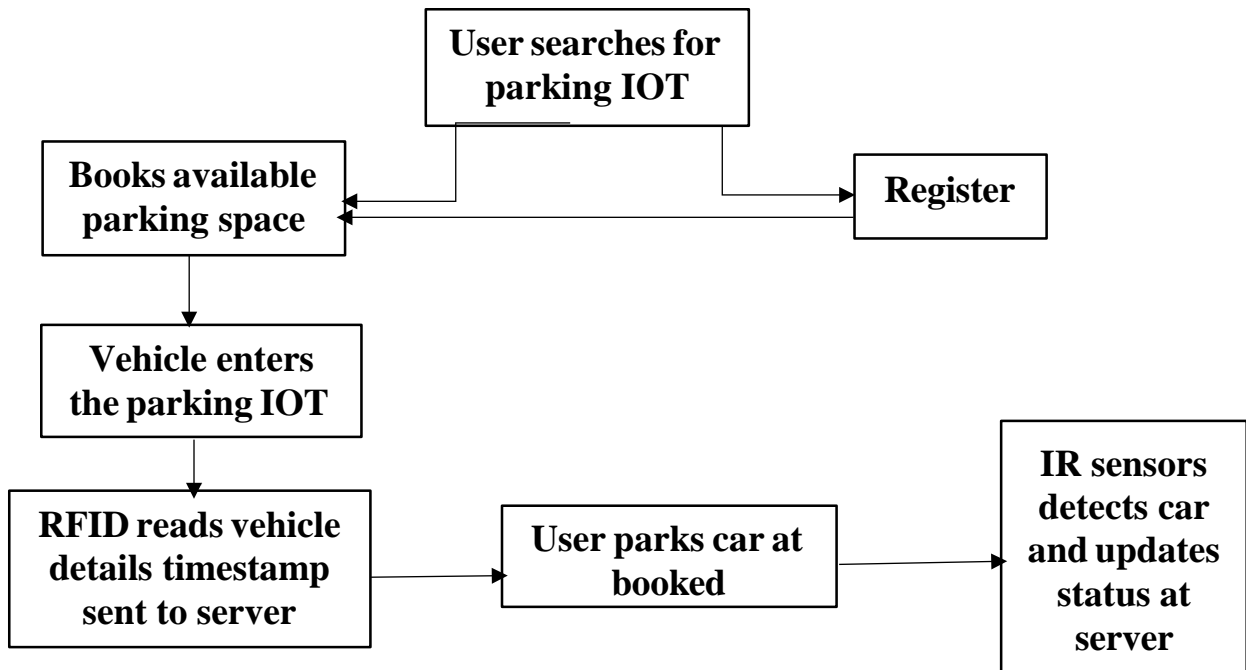 User searches for
parking IOT
Books available
parking space
Register
Vehicle enters
the parking IOT
RFID reads vehicle
details timestamp
sent to server
User parks car at
booked
IR sensors
detects car
and updates
status at
server